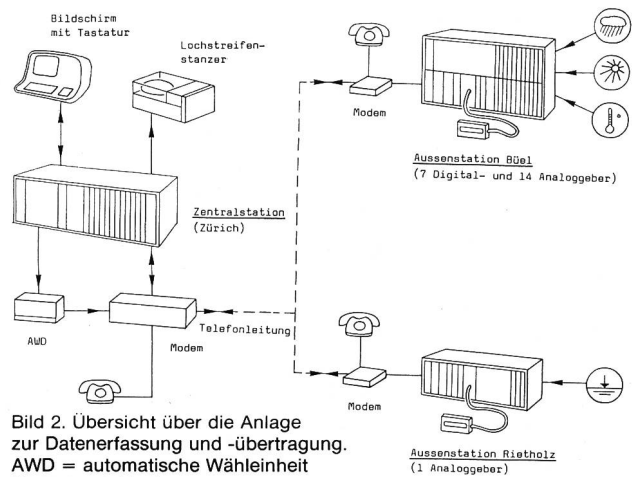 Bildschirm
mit Tastatur
Lochstreifen-
stanzer
Zentralstation
(Zürich)
AWD
Modem
Telefonleitung
Modem
Aussenstation Büel
(7 Digital- und 14 Analoggeber)
Modem
Aussenstation Rietholz
(1 Analoggeber)
Bild 2. Übersicht über die Anlage
zur Datenerfassung und -übertragung.
AWD = automatische Wähleinheit